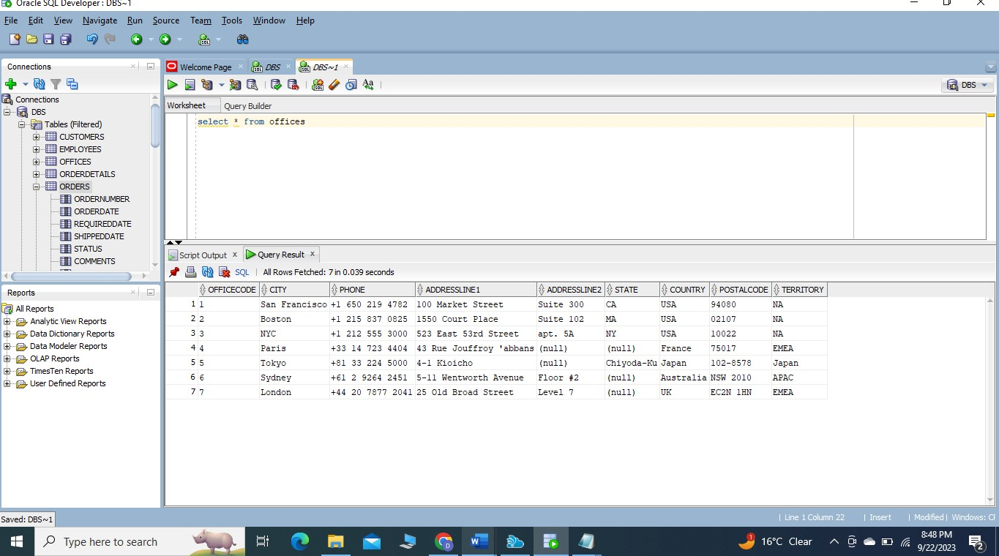 Oracle SQL Developer : DBS~1
File Edit View Navigate Run Source Team Tools Window Help
Connections
Connections
DBS
Tables (Filtered)
CUSTOMERS
EMPLOYEES
OFFICES
ORDERDETAILS
ORDERS
ORDERNUMBER
ORDERDATE
REQUIREDDATE
SHIPPEDDATE
STATUS
COMMENTS
Reports
All Reports
Analytic View Reports
Data Dictionary Reports
Data Modeler Reports
OLAP Reports
TimesTen Reports
User Defined Reports
Welcome Page DBS DBS~1
DBS
Worksheet Query Builder
select * from offices
Script Output x Query Result x
SQL | All Rows Fetched: 7 in 0.039 seconds
OFFICECODE CITY PHONE ADDRESSLINE1 ADDRESSLINE2 STATE COUNTRY POSTALCODE TERRITORY
1 1 San Francisco +1 650 219 4782 100 Market Street Suite 300 CA USA 94080 NA
2 2 Boston +1 215 837 0825 1550 Court Place Suite 102 MA USA 02107 NA
3 3 NYC +1 212 555 3000 523 East 53rd Street apt. 5A NY USA 10022 NA
4 4 Paris +33 14 723 4404 43 Rue Jouffroy 'abbans (null) (null) France 75017 EMEA
5 5 Tokyo +81 33 224 5000 4-1 Kioicho (null) Chiyoda-Ku Japan 102-8578 Japan
6 6 Sydney +61 2 9264 2451 5-11 Wentworth Avenue Floor #2 (null) Australia NSW 2010 APAC
7 7 London +44 20 7877 2041 25 Old Broad Street Level 7 (null) UK EC2N 1HN EMEA
Saved: DBS~1
| Line 1 Column 22 | Insert | Modified | Windows: CF
Type here to search
1
16°C Clear
8:48 PM
9/22/2023
2